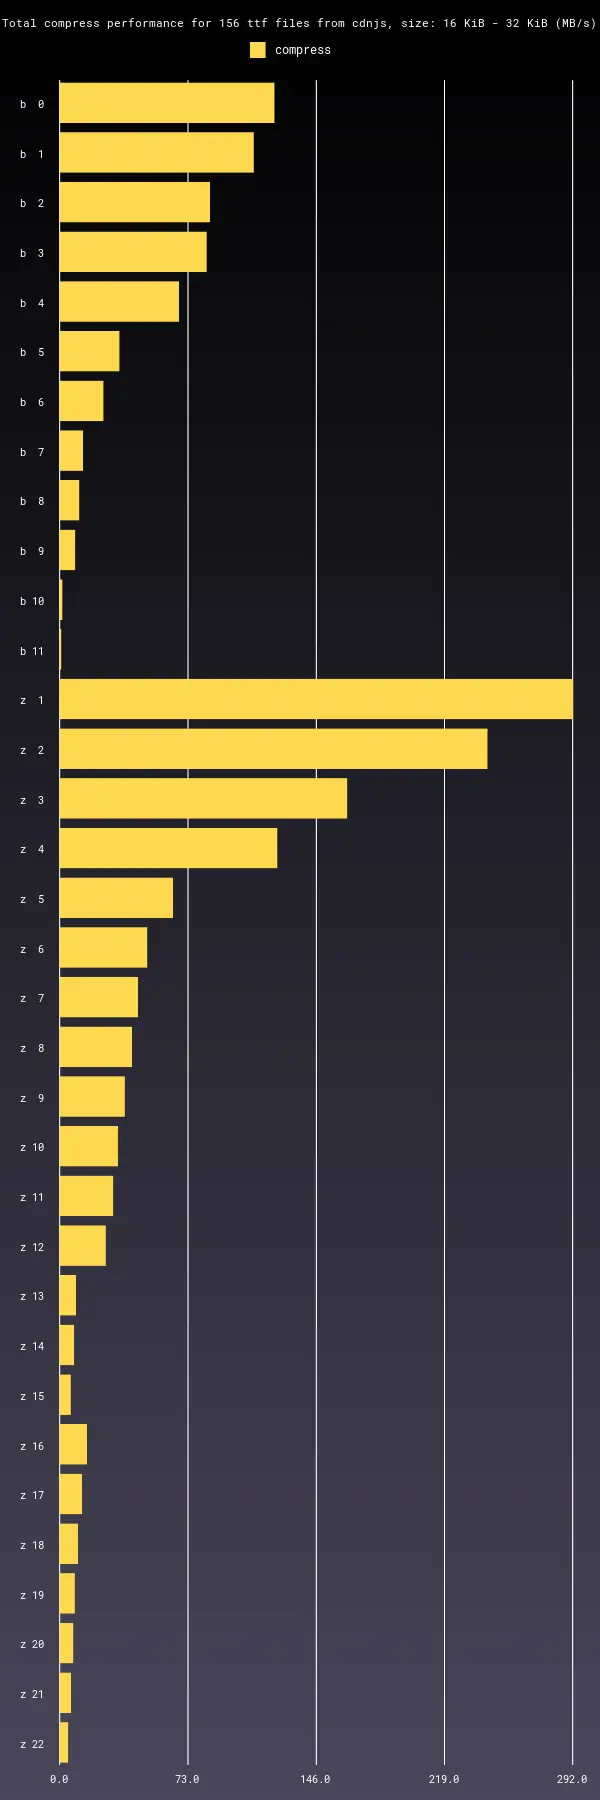 Total compress performance for 156 ttf files from cdnjs, size: 16 KiB - 32 KiB (MB/s)
compress
b 0
b 1
b 2
b 3
b 4
b 5
b 6
b 7
b 8
b 9
b 10
b 11
z 1
z 2
z 3
z 4
z 5
z 6
z 7
z 8
z 9
z 10
z 11
z 12
z 13
z 14
z 15
z 16
z 17
z 18
z 19
z 20
z 21
z 22
0.0 73.0 146.0 219.0 292.0